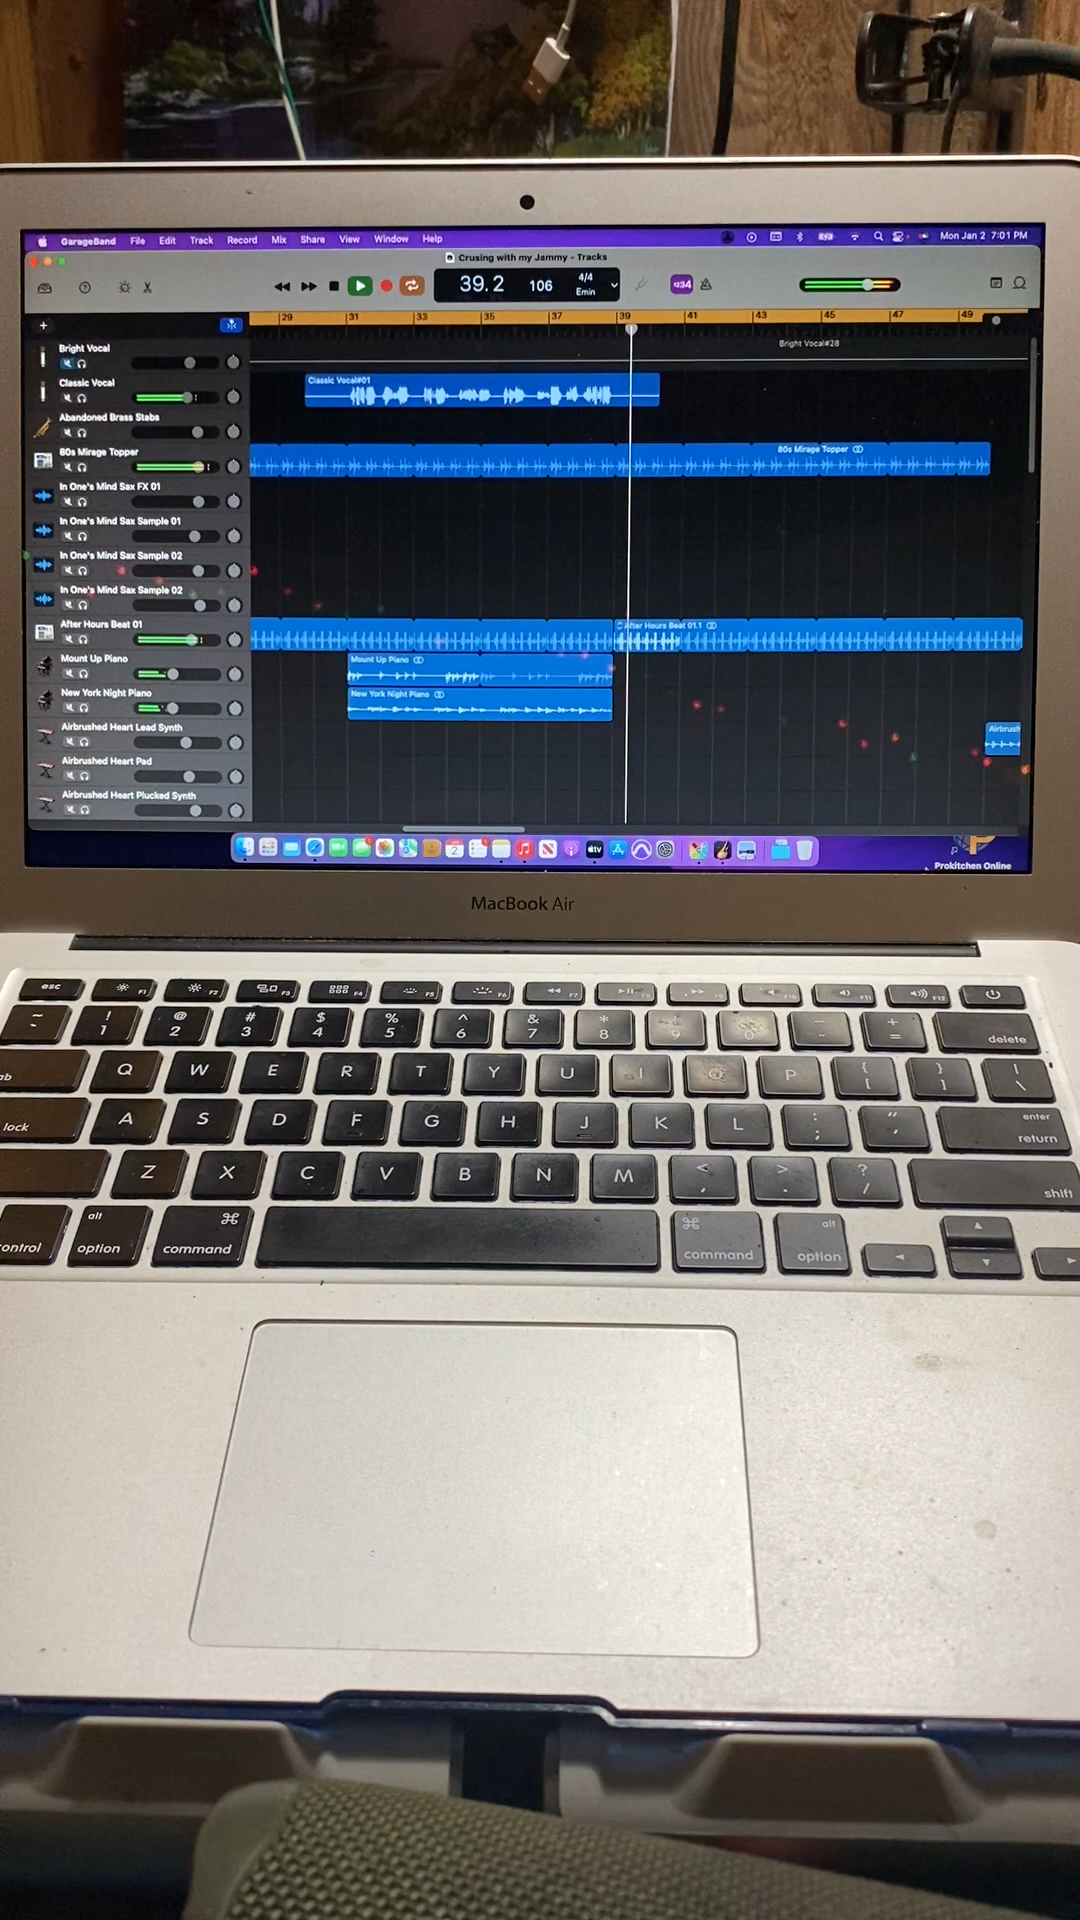 GarageBand File Edit Track Record Mix Share View Window Help Mon Jan 2 7:01 PM
Crusing with my Jammy - Tracks
39.2 106 4/4 Emin 1234
29 31 33 35 37 39 41 43 45 47 49
Bright Vocal
Bright Vocal#28
Classic Vocal
Classic Vocal#01
Abandoned Brass Stabs
80s Mirage Topper
80s Mirage Topper
In One's Mind Sax FX 01
In One's Mind Sax Sample 01
In One's Mind Sax Sample 02
In One's Mind Sax Sample 02
After Hours Beat 01
After Hours Beat 01.1
Mount Up Piano
Mount Up Piano
New York Night Piano
New York Night Piano
Airbrushed Heart Lead Synth
Airbrush
Airbrushed Heart Pad
Airbrushed Heart Plucked Synth
2 tv
P
Prokitchen Online
MacBook Air
esc F1 F2 F3 F4 F5 F6 F7 F8 F9 F10 F11 F12
~ ! @ # $ % ^ & * ( ) _ +
` 1 2 3 4 5 6 7 8 9 0 - = delete
ab Q W E R T Y U I O P { [ } ] | \
lock A S D F G H J K L : ; " ' enter return
Z X C V B N M < , > . ? / shift
ontrol alt option ⌘ command ⌘ command alt option ◄ ▲ ▼ ►